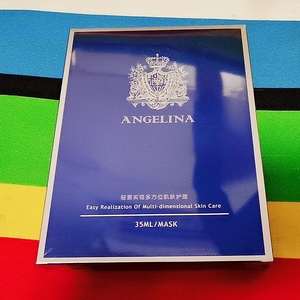 ANGELINA
轻易实现多方位肌肤护理
Easy Realization Of Multi-dimensional Skin Care
35ML/MASK